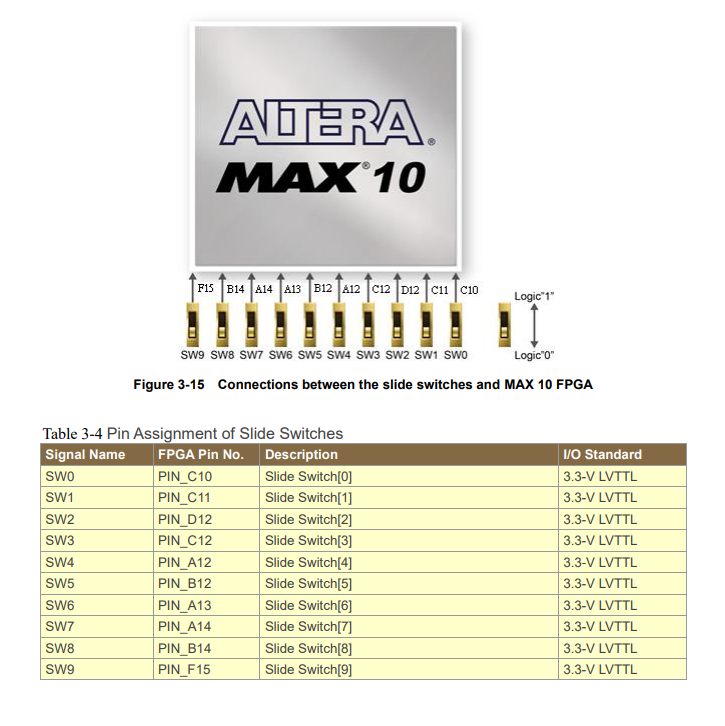 ALTERA®
MAX® 10
F15 B14 A14 A13 B12 A12 C12 D12 C11 C10
Logic"1"
SW9 SW8 SW7 SW6 SW5 SW4 SW3 SW2 SW1 SW0
Logic"0"
Figure 3-15 Connections between the slide switches and MAX 10 FPGA
Table 3-4 Pin Assignment of Slide Switches
Signal Name FPGA Pin No. Description I/O Standard
SW0 PIN_C10 Slide Switch[0] 3.3-V LVTTL
SW1 PIN_C11 Slide Switch[1] 3.3-V LVTTL
SW2 PIN_D12 Slide Switch[2] 3.3-V LVTTL
SW3 PIN_C12 Slide Switch[3] 3.3-V LVTTL
SW4 PIN_A12 Slide Switch[4] 3.3-V LVTTL
SW5 PIN_B12 Slide Switch[5] 3.3-V LVTTL
SW6 PIN_A13 Slide Switch[6] 3.3-V LVTTL
SW7 PIN_A14 Slide Switch[7] 3.3-V LVTTL
SW8 PIN_B14 Slide Switch[8] 3.3-V LVTTL
SW9 PIN_F15 Slide Switch[9] 3.3-V LVTTL